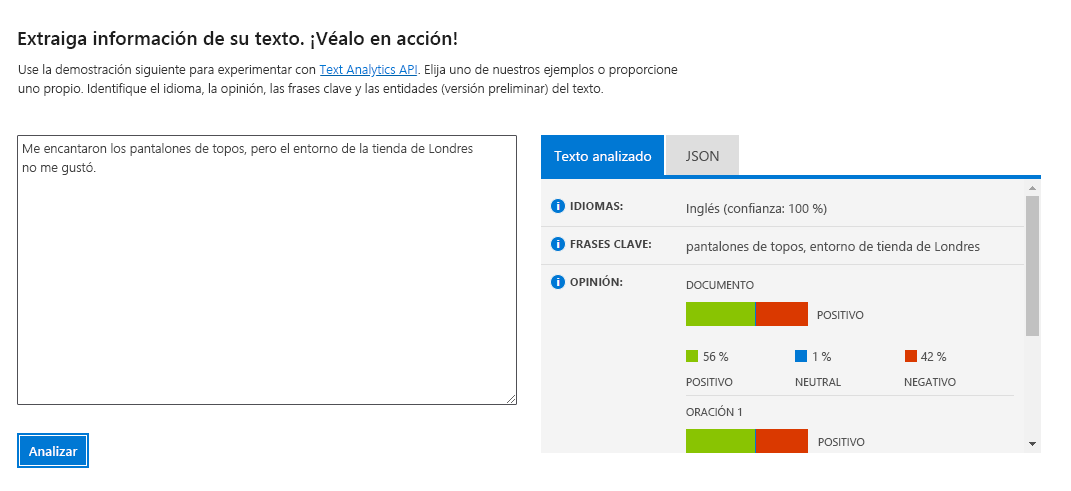 Extraiga información de su texto. ¡Véalo en acción!
Use la demostración siguiente para experimentar con Text Analytics API. Elija uno de nuestros ejemplos o proporcione
uno propio. Identifique el idioma, la opinión, las frases clave y las entidades (versión preliminar) del texto.
Me encantaron los pantalones de topos, pero el entorno de la tienda de Londres
no me gustó.
Analizar
Texto analizado JSON
IDIOMAS: Inglés (confianza: 100 %)
FRASES CLAVE: pantalones de topos, entorno de tienda de Londres
OPINIÓN: DOCUMENTO
POSITIVO
56 % 1 % 42 %
POSITIVO NEUTRAL NEGATIVO
ORACIÓN 1
POSITIVO